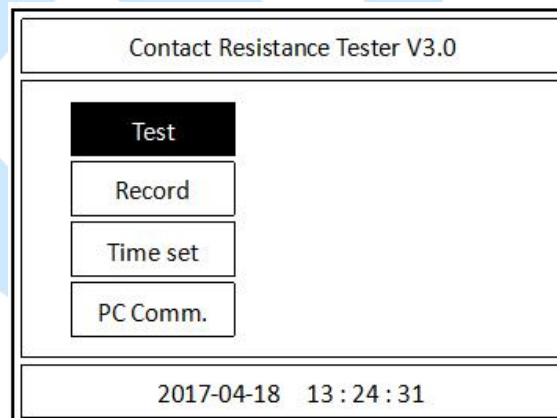 Contact Resistance Tester V3.0
Test
Record
Time set
PC Comm.
2017-04-18 13 : 24 : 31